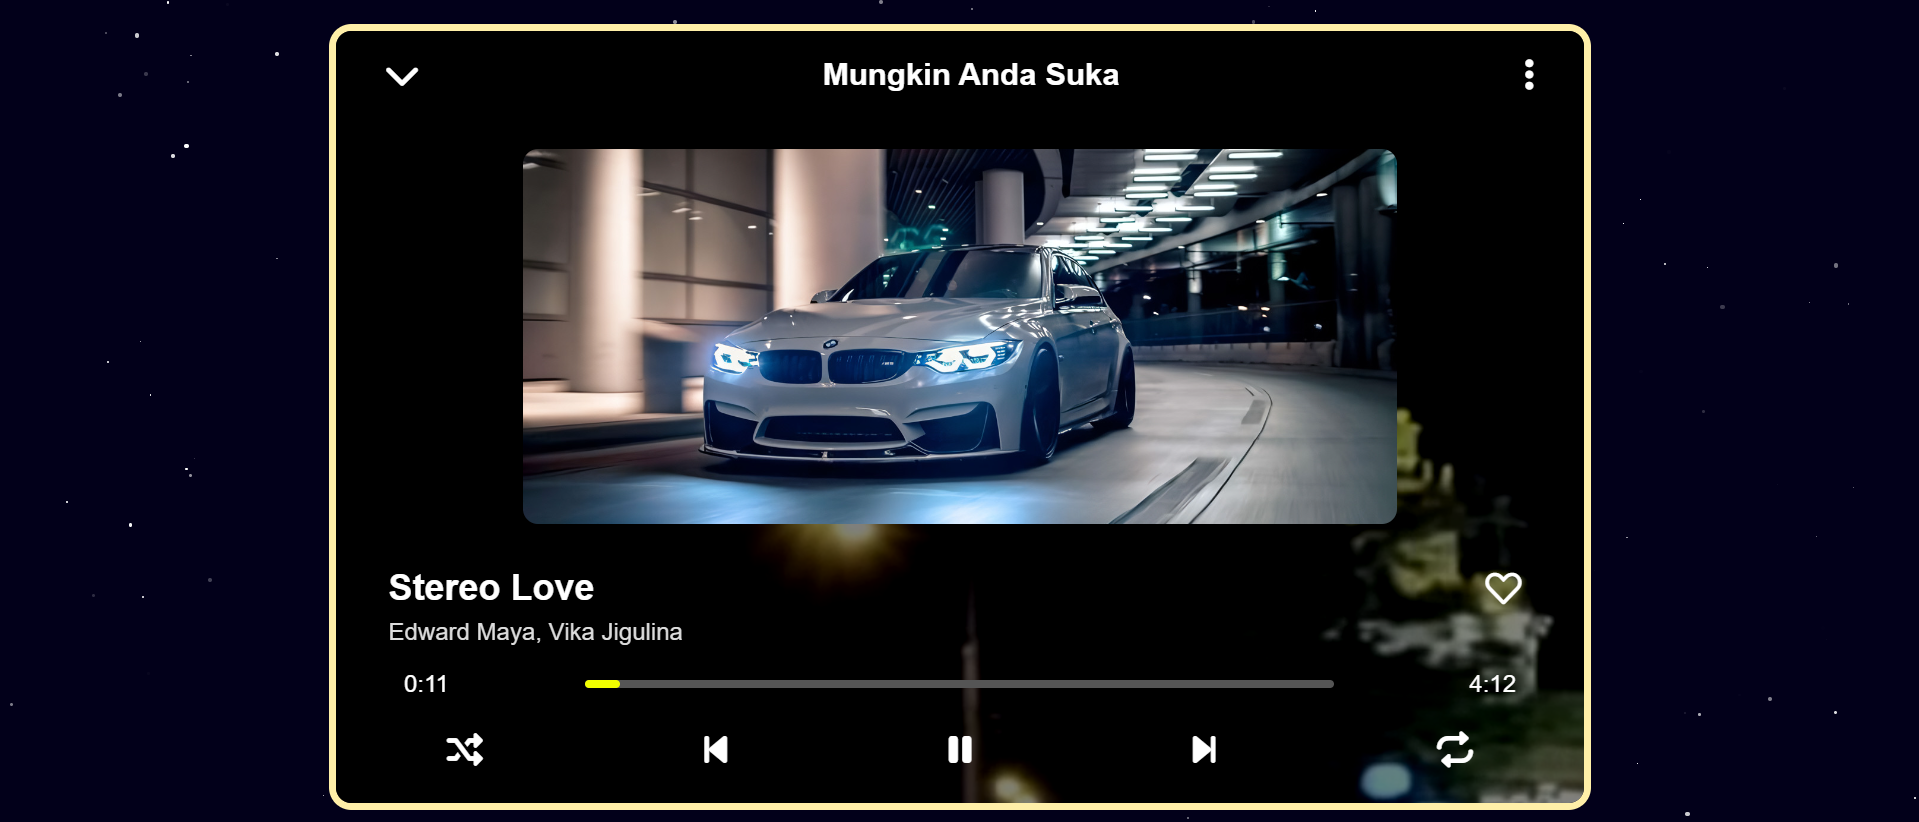 Mungkin Anda Suka
Stereo Love
Edward Maya, Vika Jigulina
0:11
4:12